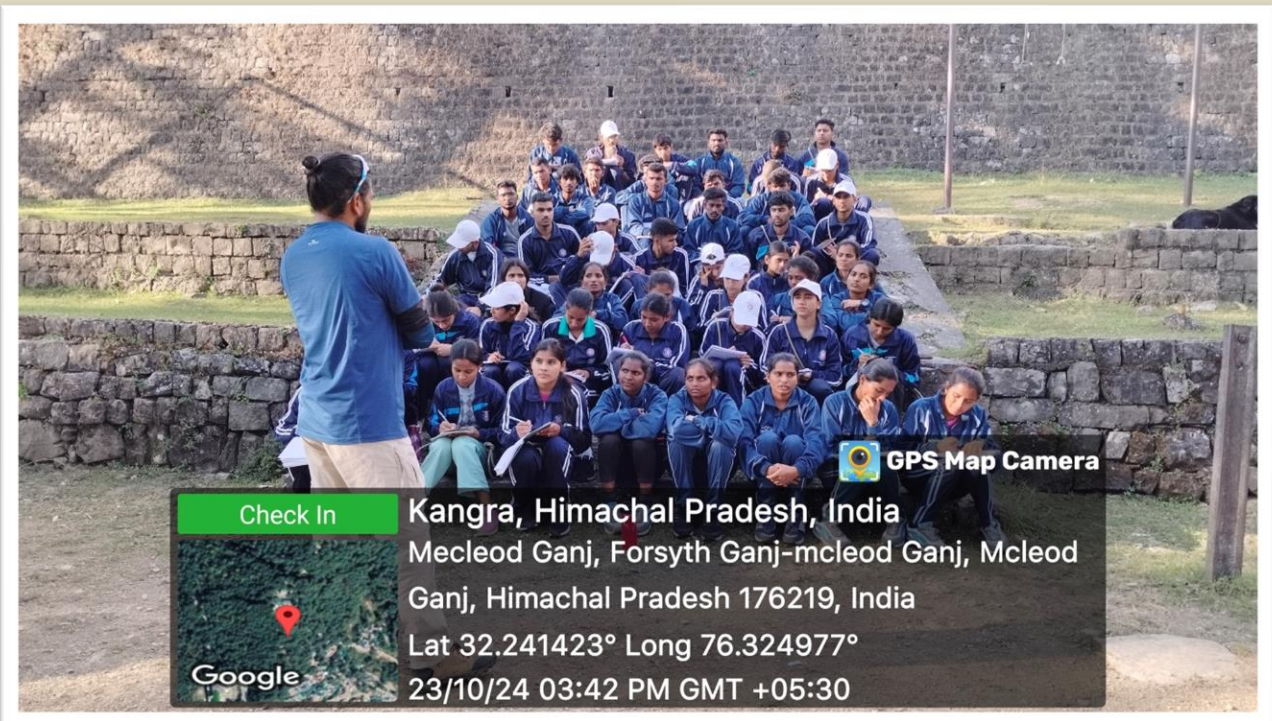 GPS Map Camera
Check In
Kangra, Himachal Pradesh, India
Mecleod Ganj, Forsyth Ganj-mcleod Ganj, Mcleod
Ganj, Himachal Pradesh 176219, India
Lat 32.241423° Long 76.324977°
23/10/24 03:42 PM GMT +05:30
Google